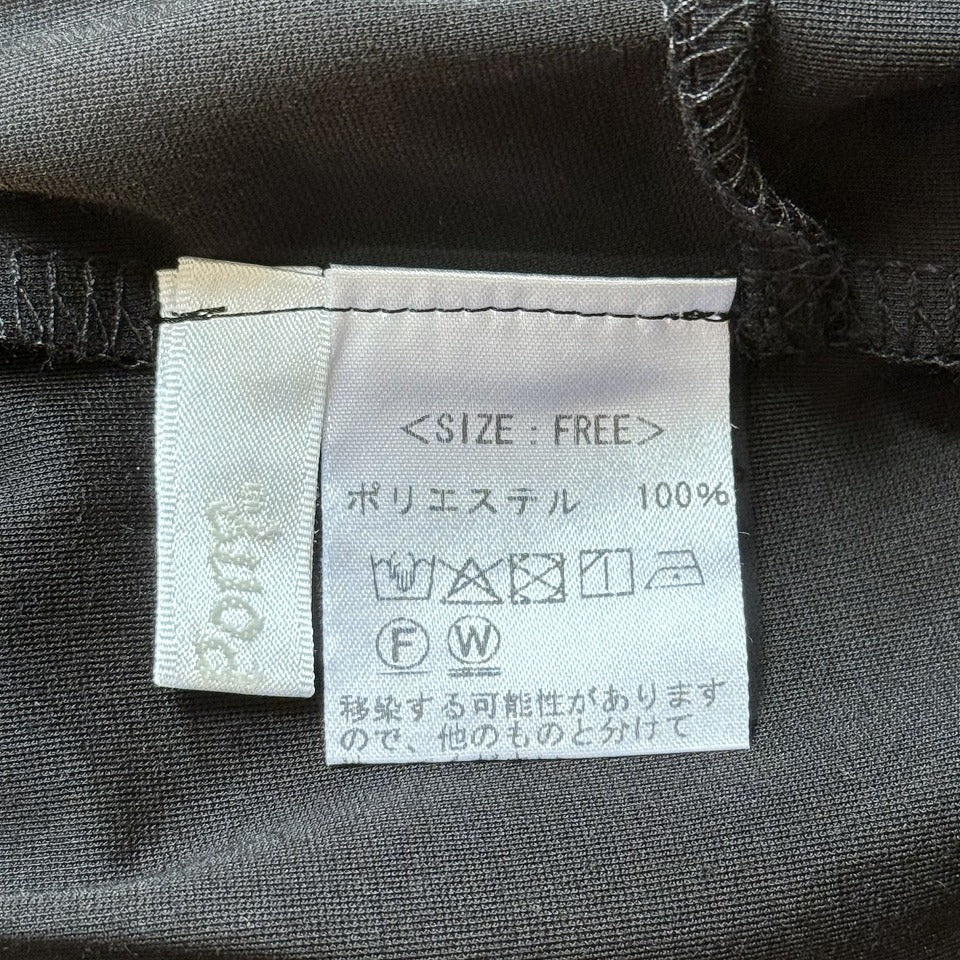 <SIZE : FREE>
ポリエステル 100%
F W
移染する可能性があります
ので、他のものと分けて